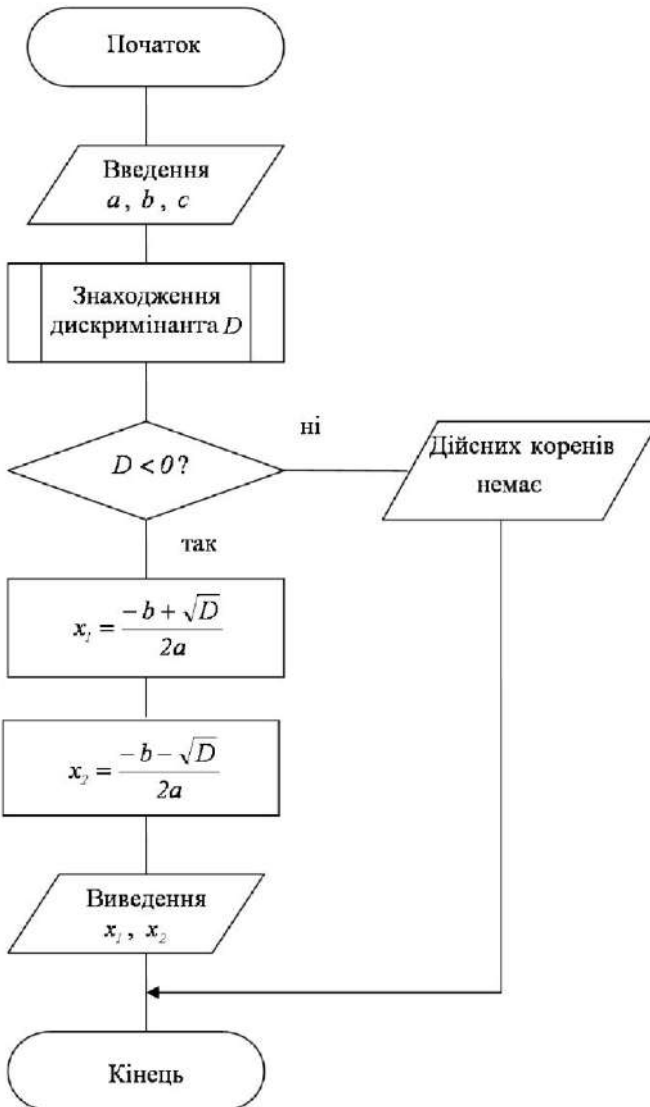 Початок
Введення
a , b , c
Знаходження
дискримінанта D
D < 0 ?
ні
Дійсних коренів
немає
так
x₁ = (−b + √D) / 2a
x₂ = (−b − √D) / 2a
Виведення
x₁ , x₂
Кінець